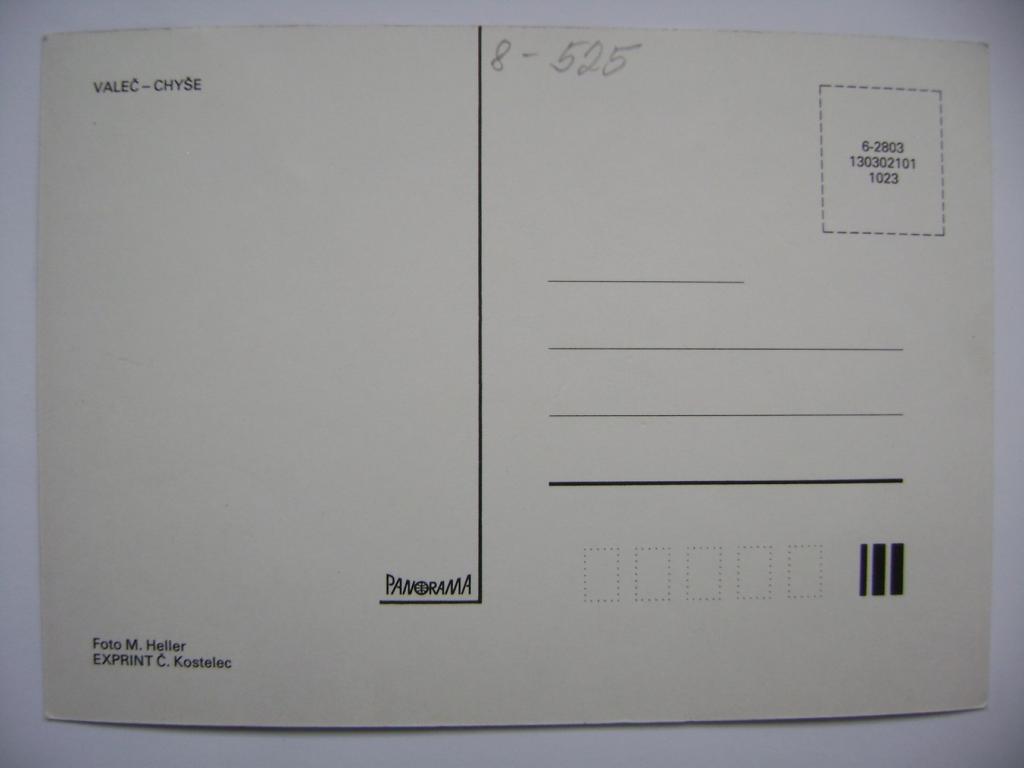 VALEČ – CHYŠE
8 - 525
6-2803
130302101
1023
PANORAMA
Foto M. Heller
EXPRINT Č. Kostelec